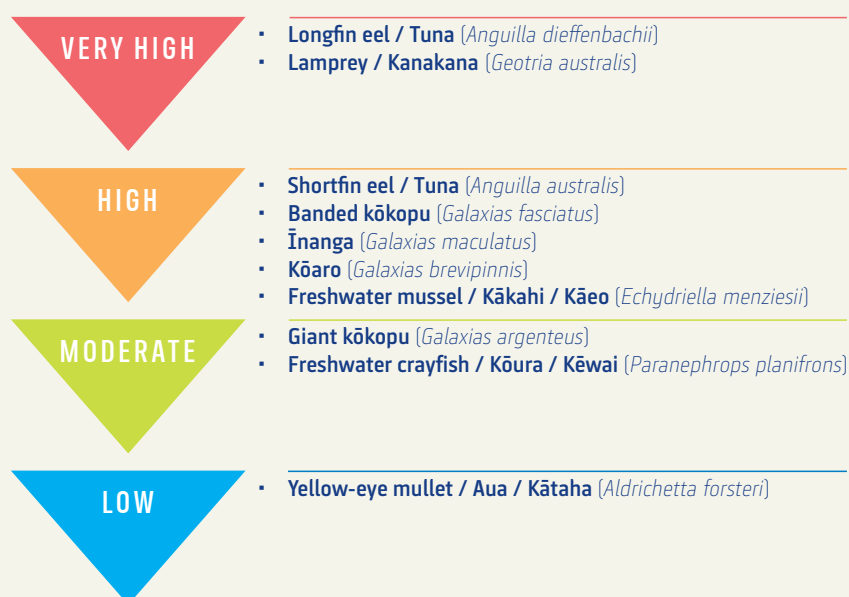 VERY HIGH
▪ Longfin eel / Tuna (Anguilla dieffenbachii)
▪ Lamprey / Kanakana (Geotria australis)
HIGH
▪ Shortfin eel / Tuna (Anguilla australis)
▪ Banded kōkopu (Galaxias fasciatus)
▪ Īnanga (Galaxias maculatus)
▪ Kōaro (Galaxias brevipinnis)
▪ Freshwater mussel / Kākahi / Kāeo (Echydriella menziesii)
MODERATE
▪ Giant kōkopu (Galaxias argenteus)
▪ Freshwater crayfish / Kōura / Kēwai (Paranephrops planifrons)
LOW
▪ Yellow-eye mullet / Aua / Kātaha (Aldrichetta forsteri)